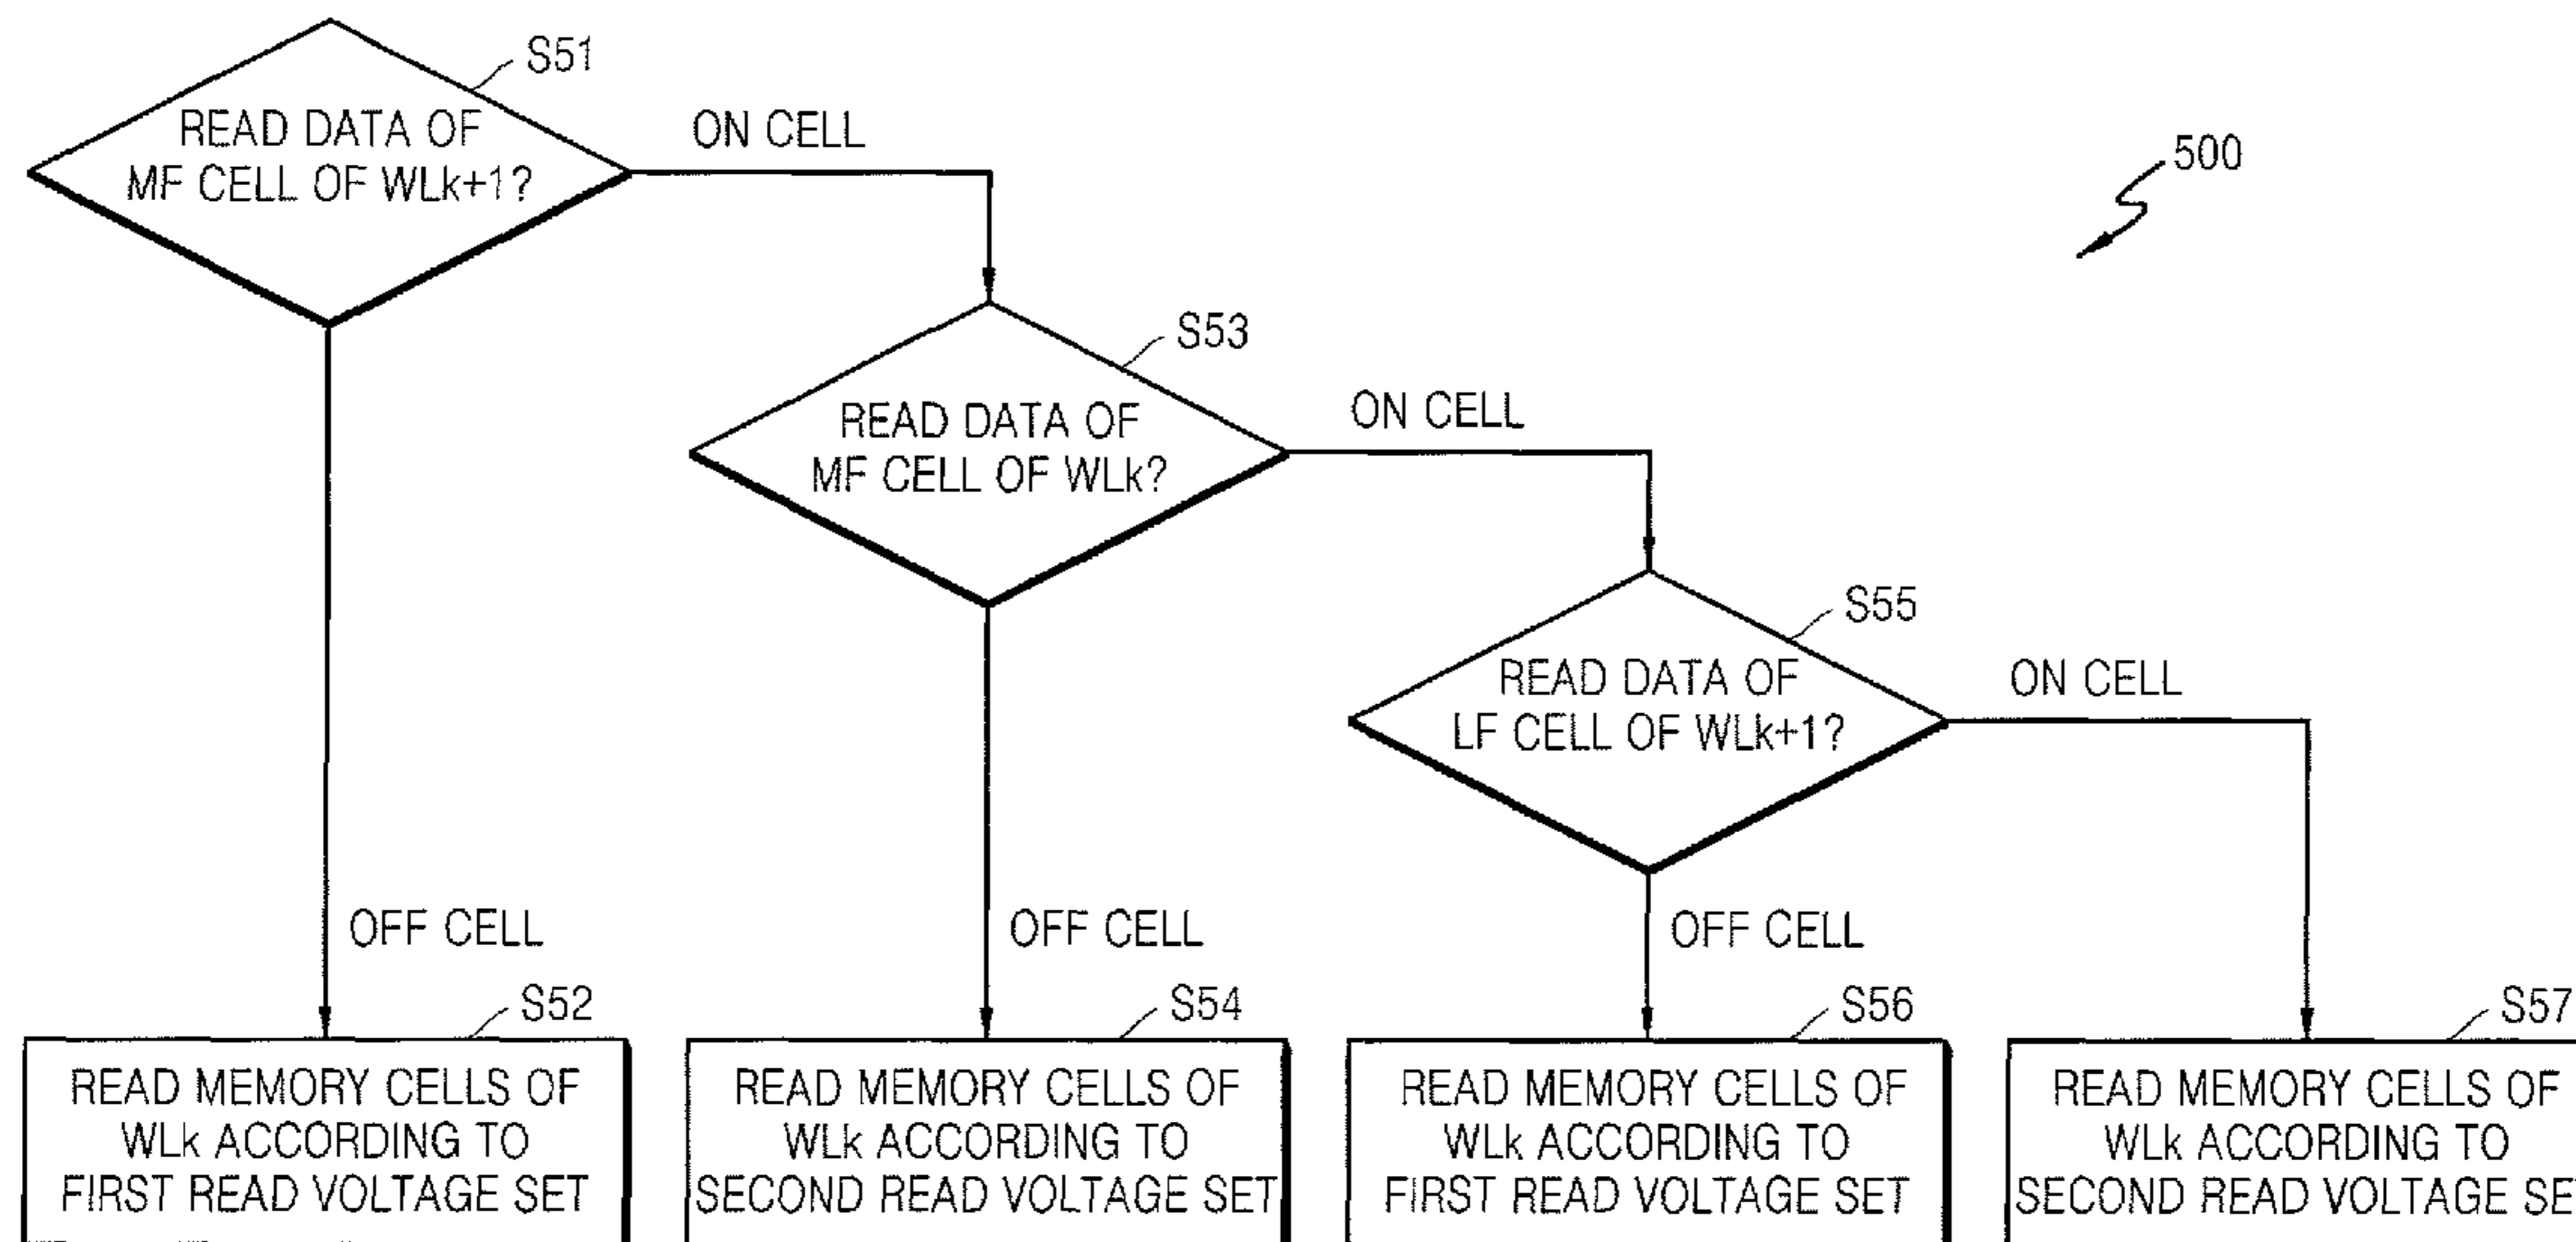 S51
READ DATA OF
MF CELL OF WLk+1?
ON CELL
500
S53
READ DATA OF
MF CELL OF WLk?
ON CELL
S55
READ DATA OF
LF CELL OF WLk+1?
ON CELL
OFF CELL
OFF CELL
OFF CELL
S52
READ MEMORY CELLS OF
WLk ACCORDING TO
FIRST READ VOLTAGE SET
S54
READ MEMORY CELLS OF
WLk ACCORDING TO
SECOND READ VOLTAGE SET
S56
READ MEMORY CELLS OF
WLk ACCORDING TO
FIRST READ VOLTAGE SET
S57
READ MEMORY CELLS OF
WLk ACCORDING TO
SECOND READ VOLTAGE SET